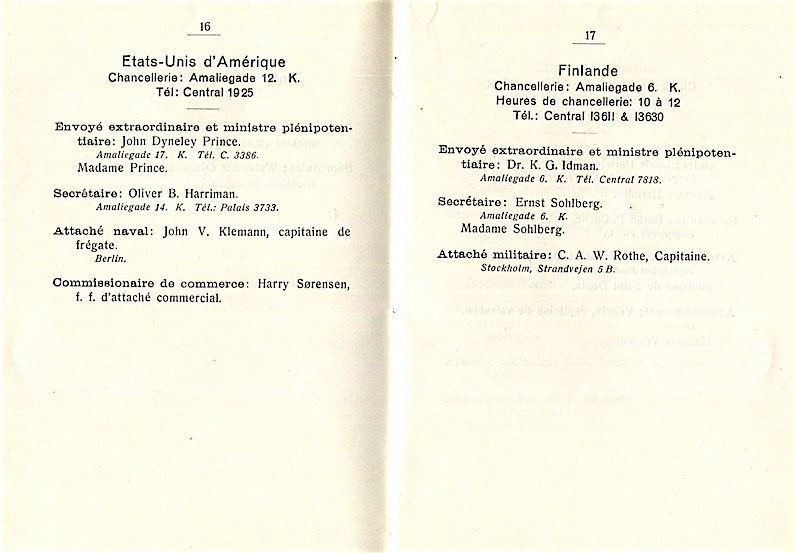 16
Etats-Unis d'Amérique
Chancellerie: Amaliegade 12. K.
Tél: Central 1925
Envoyé extraordinaire et ministre plénipoten-
tiaire: John Dyneley Prince.
Amaliegade 17. K. Tél. C. 3386.
Madame Prince.
Secrétaire: Oliver B. Harriman.
Amaliegade 14. K. Tél.: Palais 3733.
Attaché naval: John V. Klemann, capitaine de
frégate.
Berlin.
Commissionaire de commerce: Harry Sørensen,
f. f. d'attaché commercial.
17
Finlande
Chancellerie: Amaliegade 6. K.
Heures de chancellerie: 10 à 12
Tél.: Central 13611 & 13630
Envoyé extraordinaire et ministre plénipoten-
tiaire: Dr. K. G. Idman.
Amaliegade 6. K. Tél. Central 7818.
Secrétaire: Ernst Sohlberg.
Amaliegade 6. K.
Madame Sohlberg.
Attaché militaire: C. A. W. Rothe, Capitaine.
Stockholm, Strandvejen 5 B.